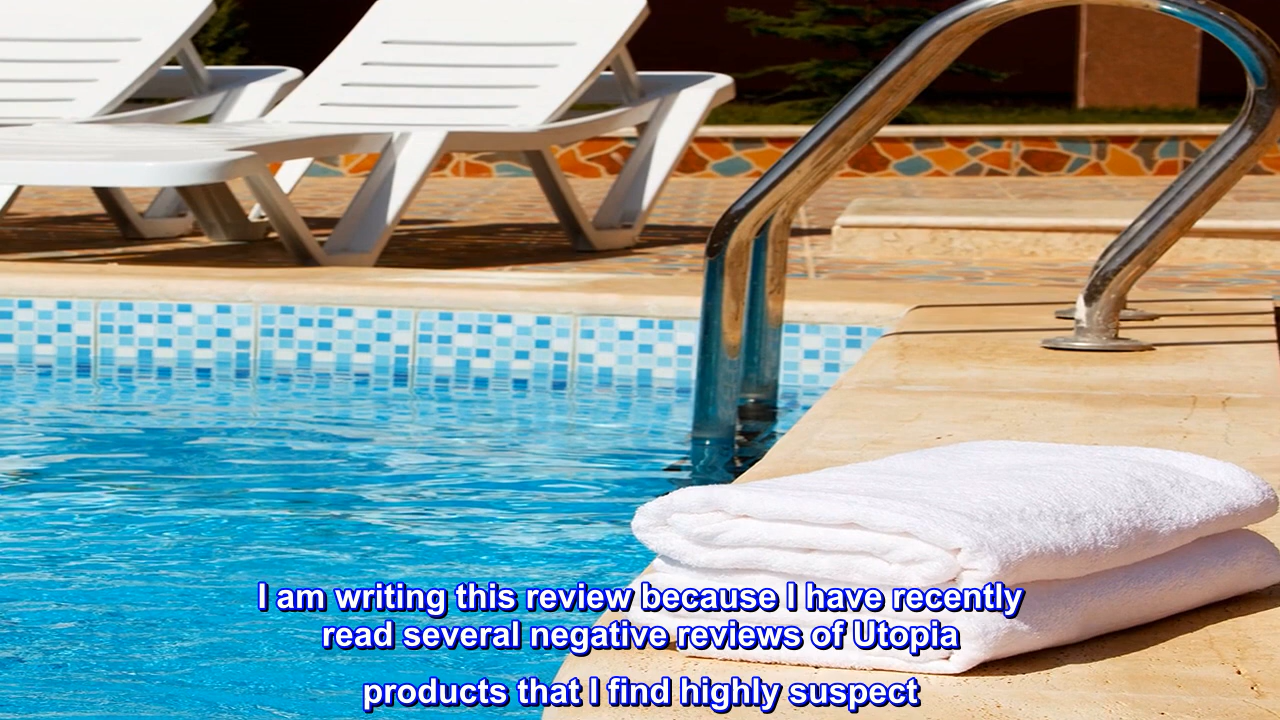 I am writing this review because I have recently
read several negative reviews of Utopia
products that I find highly suspect